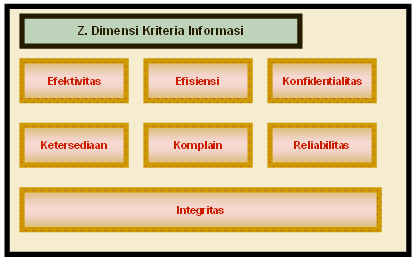 Z. Dimensi Kriteria Informasi
Efektivitas Efisiensi Konfidentialitas
Ketersediaan Komplain Reliabilitas
Integritas